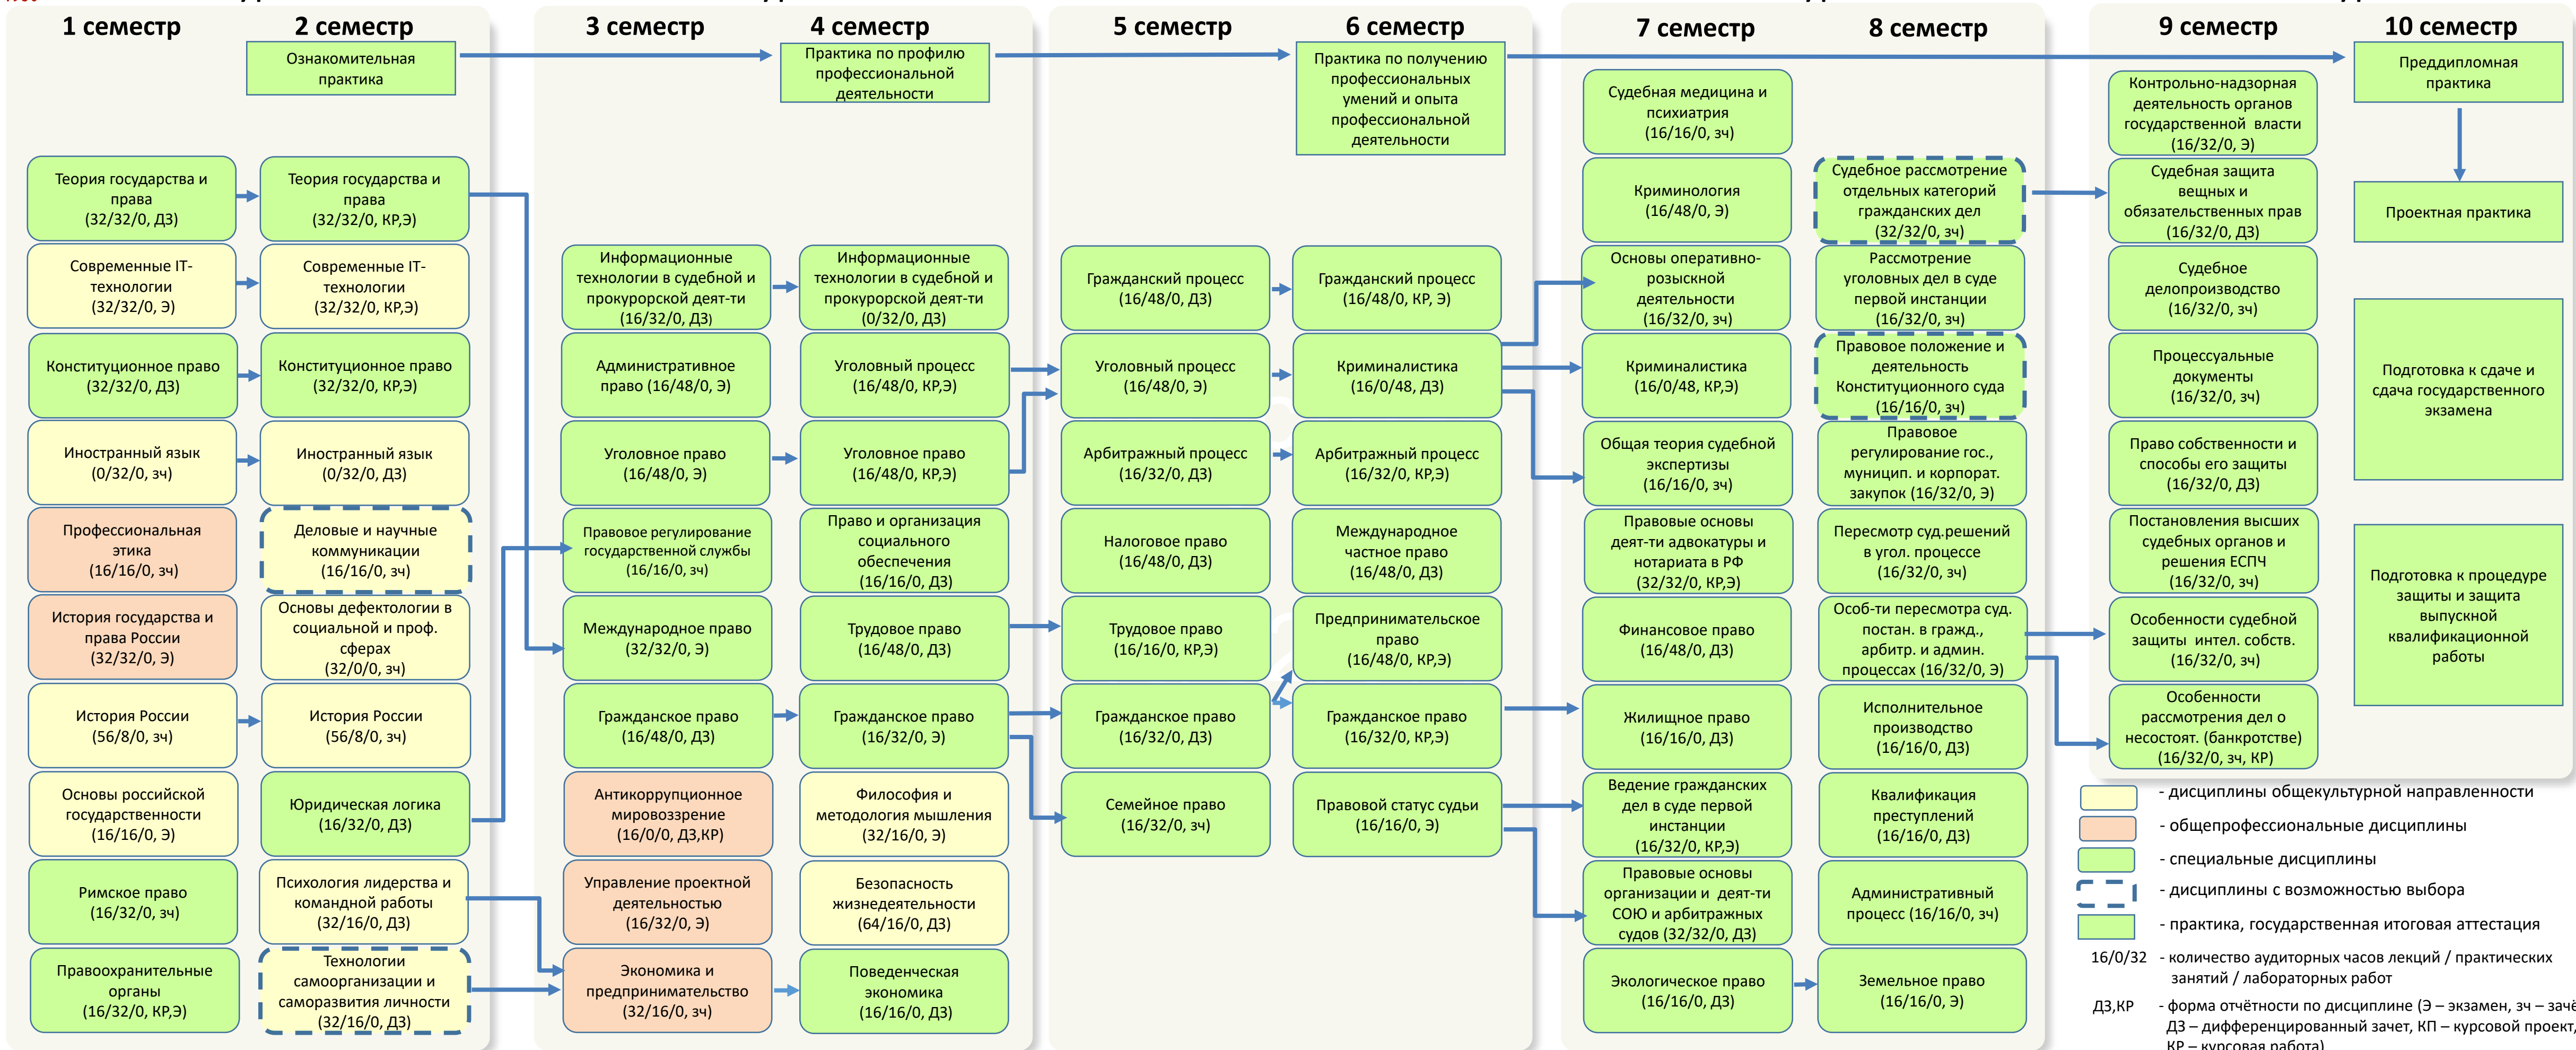 1 семестр
2 семестр
Ознакомительная
практика
Теория государства и
права
(32/32/0, ДЗ)
Теория государства и
права
(32/32/0, КР,Э)
Современные IT-
технологии
(32/32/0, Э)
Современные IT-
технологии
(32/32/0, КР,Э)
Конституционное право
(32/32/0, ДЗ)
Конституционное право
(32/32/0, КР,Э)
Иностранный язык
(0/32/0, зч)
Иностранный язык
(0/32/0, ДЗ)
Профессиональная
этика
(16/16/0, зч)
Деловые и научные
коммуникации
(16/16/0, зч)
История государства и
права России
(32/32/0, Э)
Основы дефектологии в
социальной и проф.
сферах
(32/0/0, зч)
История России
(56/8/0, зч)
История России
(56/8/0, зч)
Основы российской
государственности
(16/16/0, Э)
Юридическая логика
(16/32/0, ДЗ)
Римское право
(16/32/0, зч)
Психология лидерства и
командной работы
(32/16/0, ДЗ)
Правоохранительные
органы
(16/32/0, КР,Э)
Технологии
самоорганизации и
саморазвития личности
(32/16/0, ДЗ)
3 семестр
4 семестр
Практика по профилю
профессиональной
деятельности
Информационные
технологии в судебной и
прокурорской деят-ти
(16/32/0, ДЗ)
Информационные
технологии в судебной и
прокурорской деят-ти
(0/32/0, ДЗ)
Административное
право (16/48/0, Э)
Уголовный процесс
(16/48/0, КР,Э)
Уголовное право
(16/48/0, Э)
Уголовное право
(16/48/0, КР,Э)
Правовое регулирование
государственной службы
(16/16/0, зч)
Право и организация
социального
обеспечения
(16/16/0, ДЗ)
Международное право
(32/32/0, Э)
Трудовое право
(16/48/0, ДЗ)
Гражданское право
(16/48/0, ДЗ)
Гражданское право
(16/32/0, Э)
Антикоррупционное
мировоззрение
(16/0/0, ДЗ,КР)
Философия и
методология мышления
(32/16/0, Э)
Управление проектной
деятельностью
(16/32/0, Э)
Безопасность
жизнедеятельности
(64/16/0, ДЗ)
Экономика и
предпринимательство
(32/16/0, зч)
Поведенческая
экономика
(16/16/0, ДЗ)
5 семестр
6 семестр
Практика по получению
профессиональных
умений и опыта
профессиональной
деятельности
Гражданский процесс
(16/48/0, ДЗ)
Гражданский процесс
(16/48/0, КР, Э)
Уголовный процесс
(16/48/0, Э)
Криминалистика
(16/0/48, ДЗ)
Арбитражный процесс
(16/32/0, ДЗ)
Арбитражный процесс
(16/32/0, КР,Э)
Налоговое право
(16/48/0, ДЗ)
Международное
частное право
(16/48/0, ДЗ)
Трудовое право
(16/16/0, КР,Э)
Предпринимательское
право
(16/48/0, КР,Э)
Гражданское право
(16/32/0, ДЗ)
Гражданское право
(16/32/0, КР,Э)
Семейное право
(16/32/0, зч)
Правовой статус судьи
(16/16/0, Э)
7 семестр
8 семестр
Судебная медицина и
психиатрия
(16/16/0, зч)
Криминология
(16/48/0, Э)
Судебное рассмотрение
отдельных категорий
гражданских дел
(32/32/0, зч)
Основы оперативно-
розыскной
деятельности
(16/32/0, зч)
Рассмотрение
уголовных дел в суде
первой инстанции
(16/32/0, зч)
Криминалистика
(16/0/48, КР,Э)
Правовое положение и
деятельность
Конституционного суда
(16/16/0, зч)
Общая теория судебной
экспертизы
(16/16/0, зч)
Правовое
регулирование гос.,
муницип. и корпорат.
закупок (16/32/0, Э)
Правовые основы
деят-ти адвокатуры и
нотариата в РФ
(32/32/0, КР,Э)
Пересмотр суд.решений
в угол. процессе
(16/32/0, зч)
Финансовое право
(16/48/0, ДЗ)
Особ-ти пересмотра суд.
постан. в гражд.,
арбитр. и админ.
процессах (16/32/0, Э)
Жилищное право
(16/16/0, ДЗ)
Исполнительное
производство
(16/16/0, ДЗ)
Ведение гражданских
дел в суде первой
инстанции
(16/32/0, КР,Э)
Квалификация
преступлений
(16/16/0, ДЗ)
Правовые основы
организации и деят-ти
СОЮ и арбитражных
судов (32/32/0, ДЗ)
Административный
процесс (16/16/0, зч)
Экологическое право
(16/16/0, ДЗ)
Земельное право
(16/16/0, Э)
9 семестр
10 семестр
Контрольно-надзорная
деятельность органов
государственной власти
(16/32/0, Э)
Преддипломная
практика
Судебная защита
вещных и
обязательственных прав
(16/32/0, ДЗ)
Проектная практика
Судебное
делопроизводство
(16/32/0, зч)
Процессуальные
документы
(16/32/0, зч)
Подготовка к сдаче и
сдача государственного
экзамена
Право собственности и
способы его защиты
(16/32/0, ДЗ)
Постановления высших
судебных органов и
решения ЕСПЧ
(16/32/0, зч)
Подготовка к процедуре
защиты и защита
выпускной
квалификационной
работы
Особенности судебной
защиты интел. собств.
(16/32/0, зч)
Особенности
рассмотрения дел о
несостоят. (банкротстве)
(16/32/0, зч, КР)
- дисциплины общекультурной направленности
- общепрофессиональные дисциплины
- специальные дисциплины
- дисциплины с возможностью выбора
- практика, государственная итоговая аттестация
16/0/32 - количество аудиторных часов лекций / практических
занятий / лабораторных работ
ДЗ,КР - форма отчётности по дисциплине (Э – экзамен, зч – зачё
ДЗ – дифференцированный зачет, КП – курсовой проект,
КР – курсовая работа)